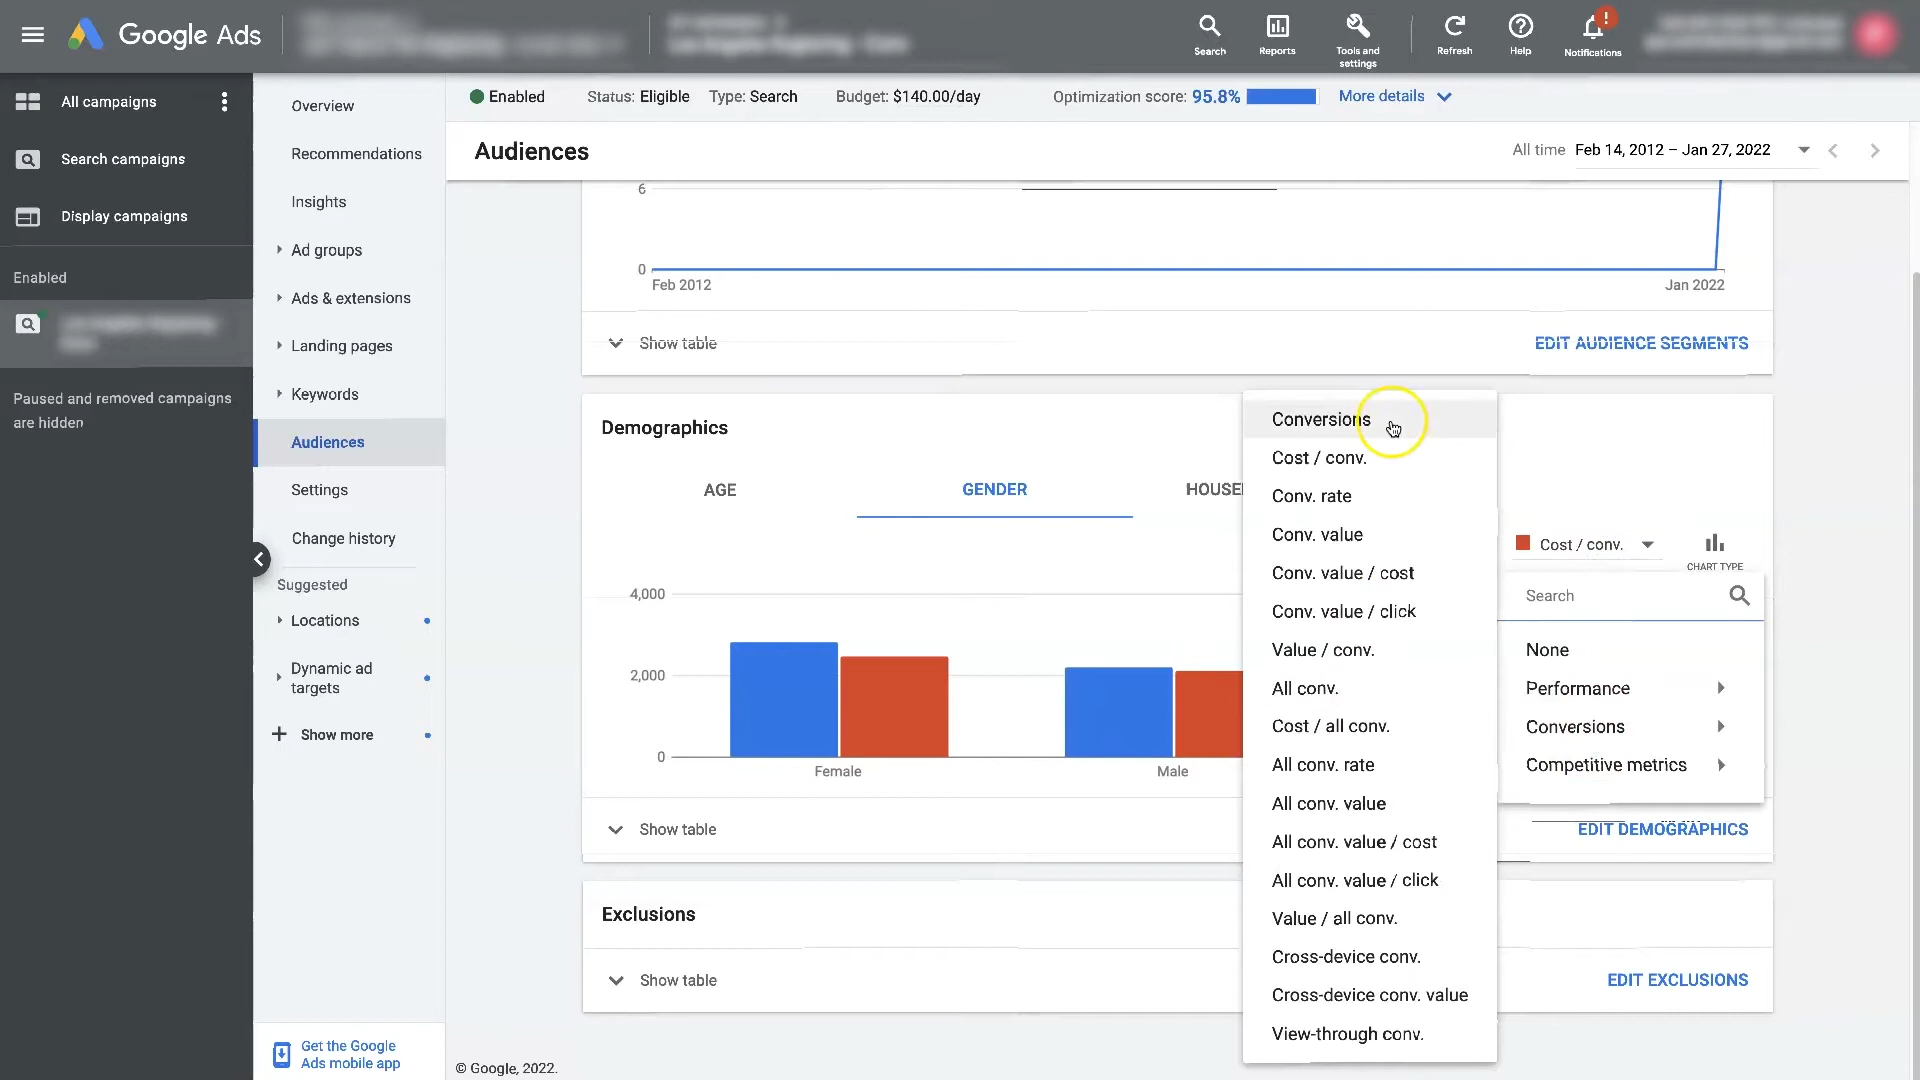 Google Ads
Search
Reports
Tools and
settings
Refresh
Help
!
Notifications
All campaigns
Search campaigns
Display campaigns
Enabled
Paused and removed campaigns
are hidden
Overview
Recommendations
Insights
Ad groups
Ads & extensions
Landing pages
Keywords
Audiences
Settings
Change history
Suggested
Locations
Dynamic ad
targets
Show more
Get the Google
Ads mobile app
Enabled
Status: Eligible
Type: Search
Budget: $140.00/day
Optimization score: 95.8%
More details
Audiences
All time
Feb 14, 2012 – Jan 27, 2022
6
0
Feb 2012
Jan 2022
Show table
EDIT AUDIENCE SEGMENTS
Demographics
AGE
GENDER
HOUSE
4,000
2,000
0
Female
Male
Show table
EDIT DEMOGRAPHICS
Conversions
Cost / conv.
Conv. rate
Conv. value
Conv. value / cost
Conv. value / click
Value / conv.
All conv.
Cost / all conv.
All conv. rate
All conv. value
All conv. value / cost
All conv. value / click
Value / all conv.
Cross-device conv.
Cross-device conv. value
View-through conv.
Cost / conv.
CHART TYPE
Search
None
Performance
Conversions
Competitive metrics
Exclusions
Show table
EDIT EXCLUSIONS
© Google, 2022.